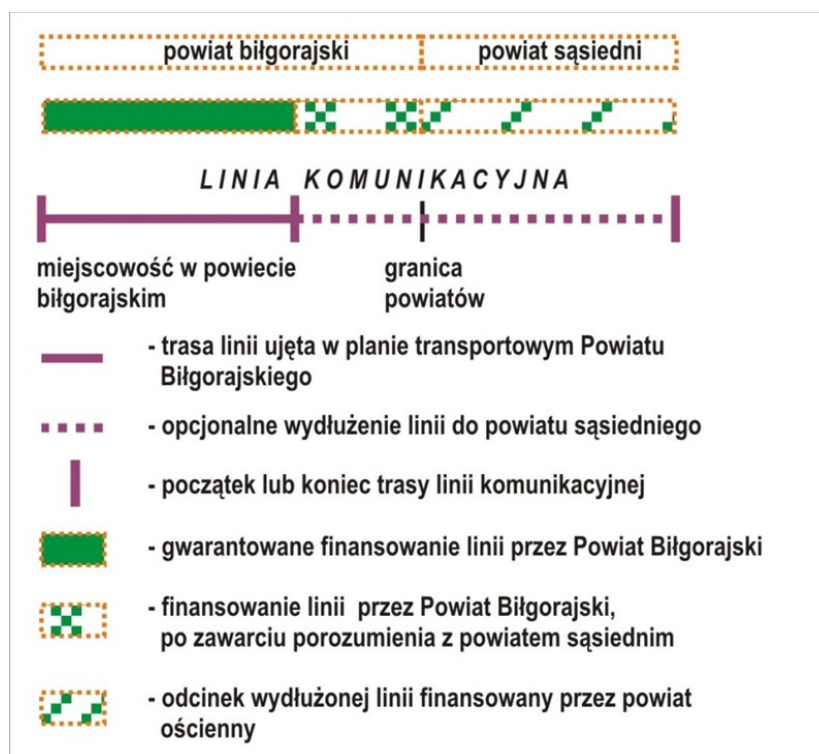 powiat biłgorajski powiat sąsiedni
LINIA KOMUNIKACYJNA
miejscowość w powiecie
biłgorajskim
granica
powiatów
- trasa linii ujęta w planie transportowym Powiatu
Biłgorajskiego
- opcjonalne wydłużenie linii do powiatu sąsiedniego
- początek lub koniec trasy linii komunikacyjnej
- gwarantowane finansowanie linii przez Powiat Biłgorajski
- finansowanie linii przez Powiat Biłgorajski,
po zawarciu porozumienia z powiatem sąsiednim
- odcinek wydłużonej linii finansowany przez powiat
ościenny